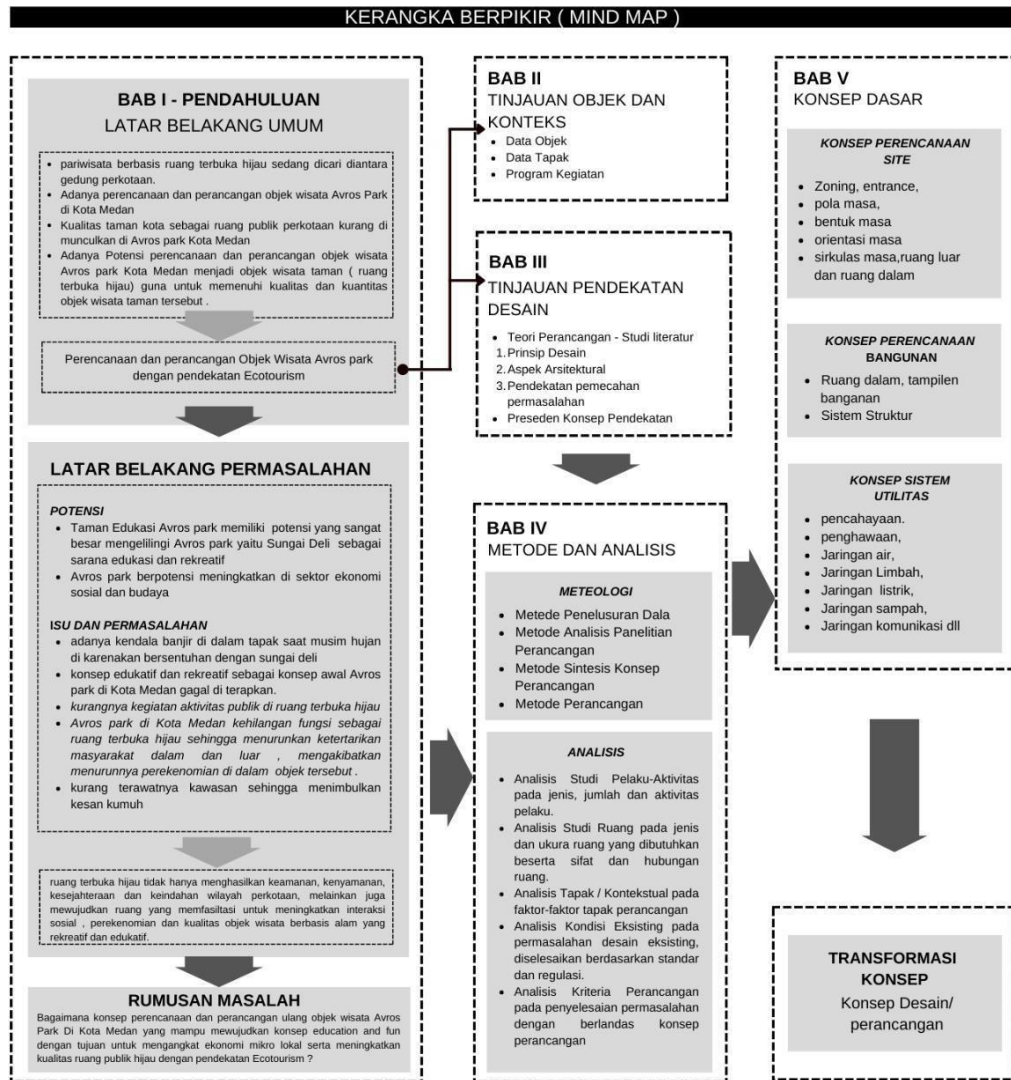 KERANGKA BERPIKIR ( MIND MAP )
BAB I - PENDAHULUAN
LATAR BELAKANG UMUM
• pariwisata berbasis ruang terbuka hijau sedang dicari diantara
gedung perkotaan.
• Adanya perencanaan dan perancangan objek wisata Avros Park
di Kota Medan
• Kualitas taman kota sebagai ruang publik perkotaan kurang di
munculkan di Avros park Kota Medan
• Adanya Potensi perencanaan dan perancangan objek wisata
Avros park Kota Medan menjadi objek wisata taman ( ruang
terbuka hijau) guna untuk memenuhi kualitas dan kuantitas
objek wisata taman tersebut .
Perencanaan dan perancangan Objek Wisata Avros park
dengan pendekatan Ecotourism
LATAR BELAKANG PERMASALAHAN
POTENSI
• Taman Edukasi Avros park memiliki potensi yang sangat
besar mengelilingi Avros park yaitu Sungai Deli sebagai
sarana edukasi dan rekreatif
• Avros park berpotensi meningkatkan di sektor ekonomi
sosial dan budaya
ISU DAN PERMASALAHAN
• adanya kendala banjir di dalam tapak saat musim hujan
di karenakan bersentuhan dengan sungai deli
• konsep edukatif dan rekreatif sebagai konsep awal Avros
park di Kota Medan gagal di terapkan.
• kurangnya kegiatan aktivitas publik di ruang terbuka hijau
• Avros park di Kota Medan kehilangan fungsi sebagai
ruang terbuka hijau sehingga menurunkan ketertarikan
masyarakat dalam dan luar , mengakibatkan
menurunnya perekenomian di dalam objek tersebut .
• kurang terawatnya kawasan sehingga menimbulkan
kesan kumuh
ruang terbuka hijau tidak hanya menghasilkan keamanan, kenyamanan,
kesejahteraan dan keindahan wilayah perkotaan, melainkan juga
mewujudkan ruang yang memfasiltasi untuk meningkatkan interaksi
sosial , perekenomian dan kualitas objek wisata berbasis alam yang
rekreatif dan edukatif.
RUMUSAN MASALAH
Bagaimana konsep perencanaan dan perancangan ulang objek wisata Avros
Park Di Kota Medan yang mampu mewujudkan konsep education and fun
dengan tujuan untuk mengangkat ekonomi mikro lokal serta meningkatkan
kualitas ruang publik hijau dengan pendekatan Ecotourism ?
BAB II
TINJAUAN OBJEK DAN
KONTEKS
• Data Objek
• Data Tapak
• Program Kegiatan
BAB III
TINJAUAN PENDEKATAN
DESAIN
• Teori Perancangan - Studi literatur
1. Prinsip Desain
2. Aspek Arsitektural
3. Pendekatan pemecahan
permasalahan
• Preseden Konsep Pendekatan
BAB IV
METODE DAN ANALISIS
METEOLOGI
• Metede Penelusuran Dala
• Metode Analisis Panelitian
Perancangan
• Metode Sintesis Konsep
Perancangan
• Metode Perancangan
ANALISIS
• Analisis Studi Pelaku-Aktivitas
pada jenis, jumlah dan aktivitas
pelaku.
• Analisis Studi Ruang pada jenis
dan ukura ruang yang dibutuhkan
beserta sifat dan hubungan
ruang.
• Analisis Tapak / Kontekstual pada
faktor-faktor tapak perancangan
• Analisis Kondisi Eksisting pada
permasalahan desain eksisting,
diselesaikan berdasarkan standar
dan regulasi.
• Analisis Kriteria Perancangan
pada penyelesaian permasalahan
dengan berlandas konsep
perancangan
BAB V
KONSEP DASAR
KONSEP PERENCANAAN
SITE
• Zoning, entrance,
• pola masa,
• bentuk masa
• orientasi masa
• sirkulas masa,ruang luar
dan ruang dalam
KONSEP PERENCANAAN
BANGUNAN
• Ruang dalam, tampilen
banganan
• Sistem Struktur
KONSEP SISTEM
UTILITAS
• pencahayaan.
• penghawaan,
• Jaringan air,
• Jaringan Limbah,
• Jaringan listrik,
• Jaringan sampah,
• Jaringan komunikasi dll
TRANSFORMASI
KONSEP
Konsep Desain/
perancangan